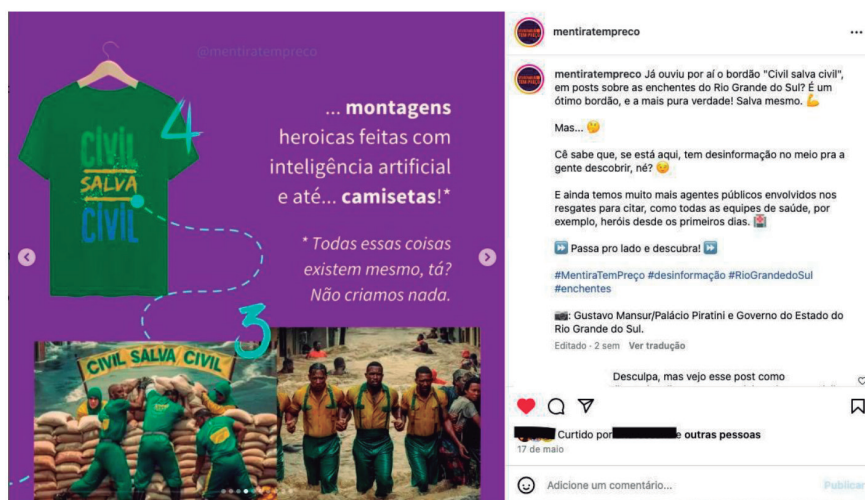 @mentiratempreco
4
CIVIL
SALVA
CIVIL
... montagens
heroicas feitas com
inteligência artificial
e até... camisetas!*
* Todas essas coisas
existem mesmo, tá?
Não criamos nada.
3
CIVIL SALVA CIVIL
mentiratempreco
mentiratempreco Já ouviu por aí o bordão "Civil salva civil",
em posts sobre as enchentes do Rio Grande do Sul? É um
ótimo bordão, e a mais pura verdade! Salva mesmo. 💪
Mas... 🤔
Cê sabe que, se está aqui, tem desinformação no meio pra a
gente descobrir, né? 😉
E ainda temos muito mais agentes públicos envolvidos nos
resgates para citar, como todas as equipes de saúde, por
exemplo, heróis desde os primeiros dias. 🏥
⏩ Passa pro lado e descubra! ⏩
#MentiraTemPreço #desinformação #RioGrandedoSul
#enchentes
📷: Gustavo Mansur/Palácio Piratini e Governo do Estado do
Rio Grande do Sul.
Editado · 2 sem Ver tradução
Desculpa, mas vejo esse post como
Curtido por e outras pessoas
17 de maio
Adicione um comentário...
Publicar